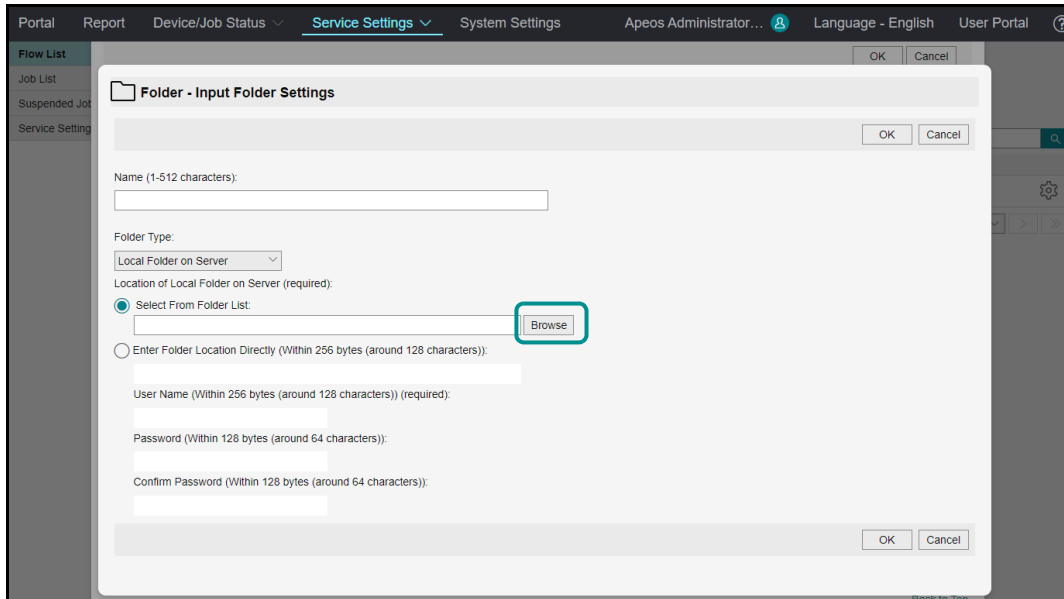 Portal Report Device/Job Status Service Settings System Settings Apeos Administrator... Language - English User Portal
Flow List
OK Cancel
Job List
Suspended Job
Service Setting
Folder - Input Folder Settings
OK Cancel
Name (1-512 characters):
Folder Type:
Local Folder on Server
Location of Local Folder on Server (required):
Select From Folder List:
Browse
Enter Folder Location Directly (Within 256 bytes (around 128 characters)):
User Name (Within 256 bytes (around 128 characters)) (required):
Password (Within 128 bytes (around 64 characters)):
Confirm Password (Within 128 bytes (around 64 characters)):
OK Cancel
Back to Top